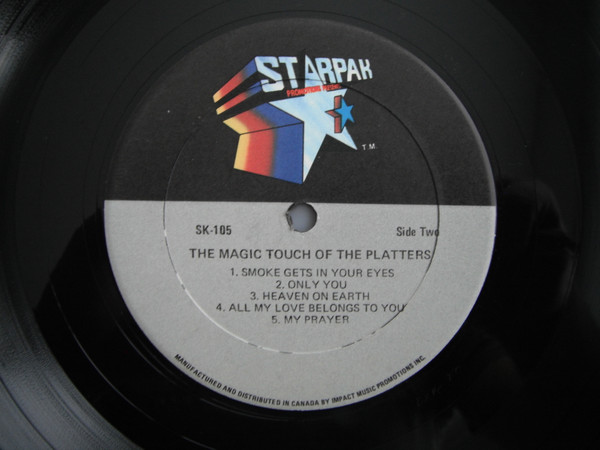 STARPAK
T.M.
SK-105
Side Two
THE MAGIC TOUCH OF THE PLATTERS
1. SMOKE GETS IN YOUR EYES
2. ONLY YOU
3. HEAVEN ON EARTH
4. ALL MY LOVE BELONGS TO YOU
5. MY PRAYER
MANUFACTURED AND DISTRIBUTED IN CANADA BY IMPACT MUSIC PROMOTIONS INC.